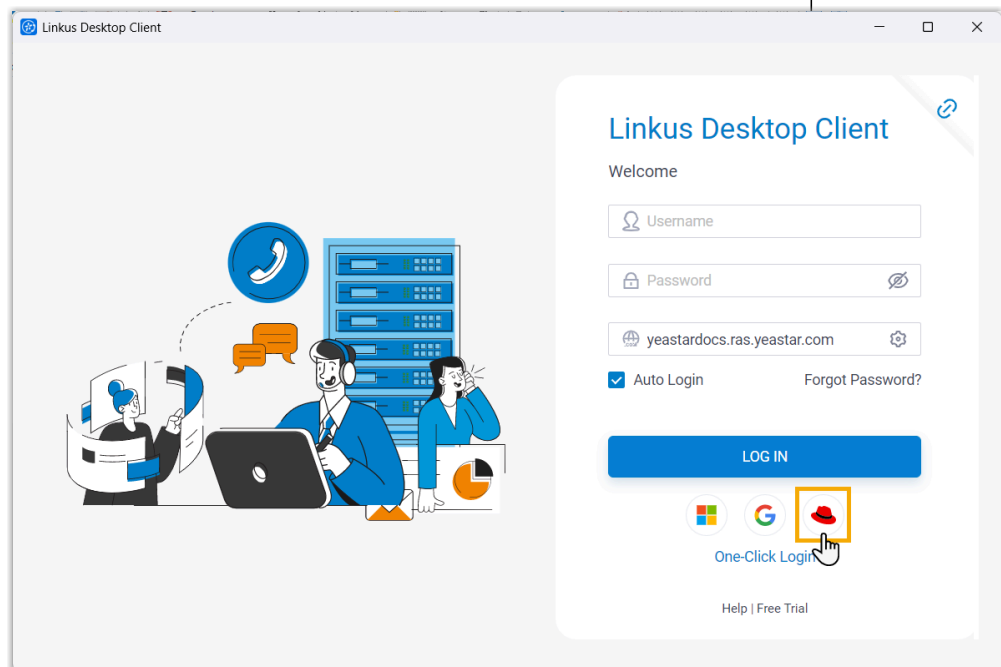 Linkus Desktop Client
Linkus Desktop Client
Welcome
Username
Password
yeastardocs.ras.yeastar.com
Auto Login Forgot Password?
LOG IN
One-Click Login
Help | Free Trial